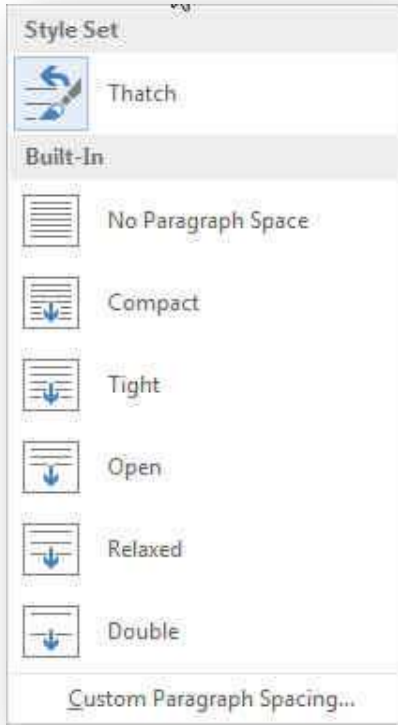 Style Set
Thatch
Built-In
No Paragraph Space
Compact
Tight
Open
Relaxed
Double
Custom Paragraph Spacing...